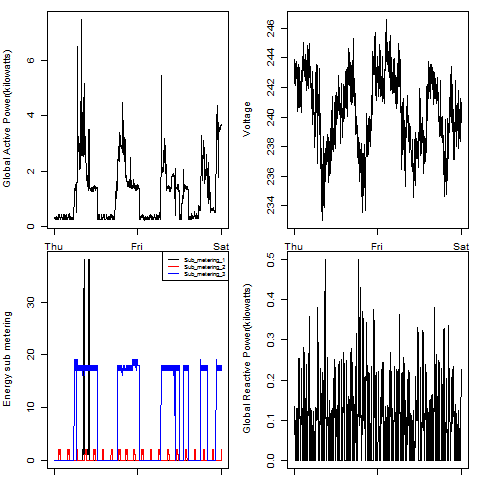 Global Active Power(kilowatts)
0 2 4 6
Thu Fri Sat
Voltage
234 236 238 240 242 246
Thu Fri Sat
Energy sub metering
0 10 20 30
Sub_metering_1
Sub_metering_2
Sub_metering_3
Global Reactive Power(kilowatts)
0.0 0.1 0.2 0.3 0.4 0.5